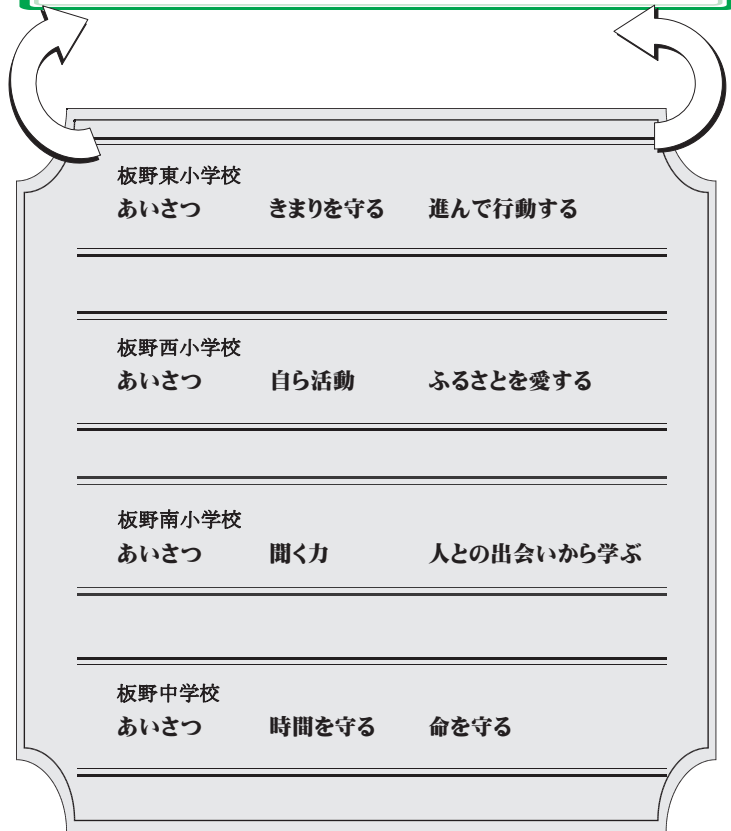 板野東小学校
あいさつ きまりを守る 進んで行動する
板野西小学校
あいさつ 自ら活動 ふるさとを愛する
板野南小学校
あいさつ 聞く力 人との出会いから学ぶ
板野中学校
あいさつ 時間を守る 命を守る